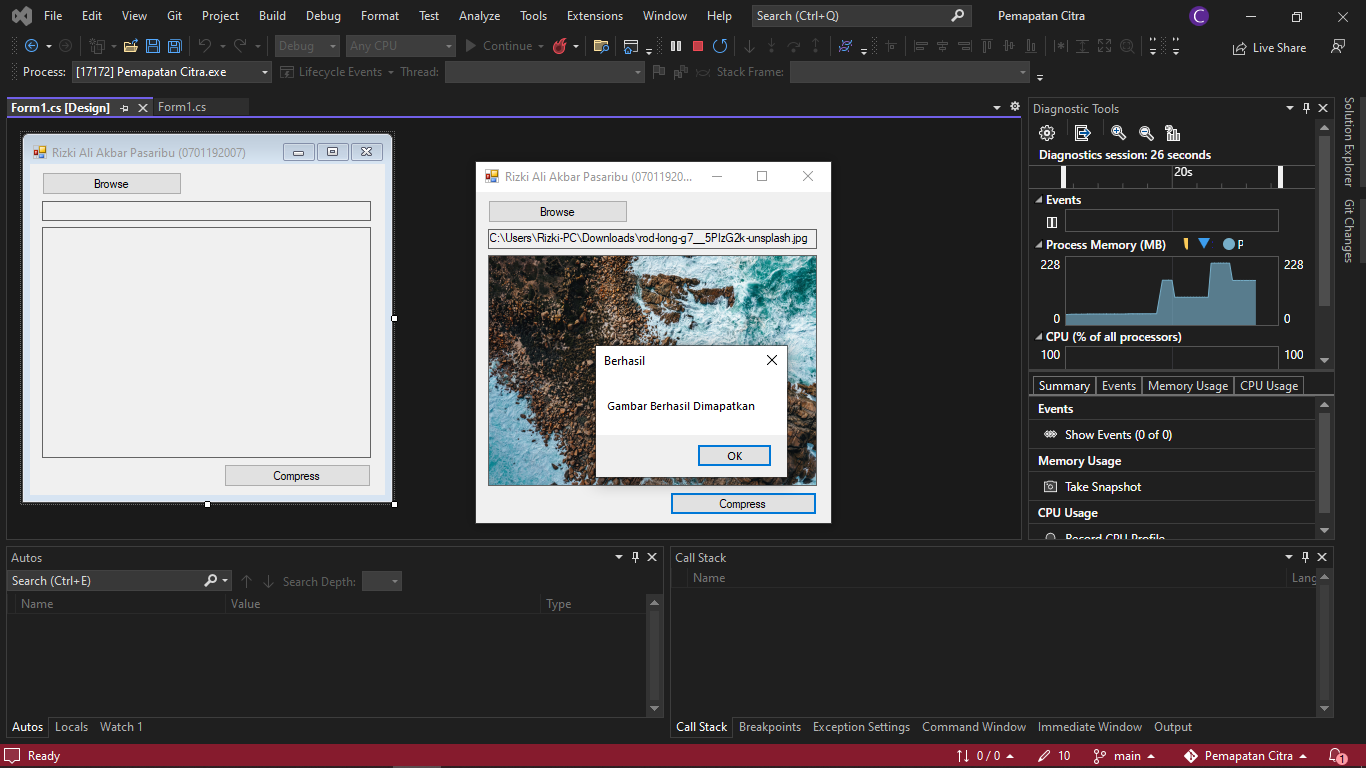 File Edit View Git Project Build Debug Format Test Analyze Tools Extensions Window Help Search (Ctrl+Q) Pemapatan Citra C
Debug Any CPU Continue Live Share
Process: [17172] Pemapatan Citra.exe Lifecycle Events Thread: Stack Frame:
Form1.cs [Design] Form1.cs
Rizki Ali Akbar Pasaribu (0701192007)
Browse
Compress
Rizki Ali Akbar Pasaribu (07011920...
Browse
C:\Users\Rizki-PC\Downloads\rod-long-g7__5PIzG2k-unsplash.jpg
Berhasil
Gambar Berhasil Dimapatkan
OK
Compress
Diagnostic Tools
Diagnostics session: 26 seconds
20s
Events
Process Memory (MB) P
228 228
0 0
CPU (% of all processors)
100 100
Summary Events Memory Usage CPU Usage
Events
Show Events (0 of 0)
Memory Usage
Take Snapshot
CPU Usage
Record CPU Profile
Solution Explorer
Git Changes
Autos
Search (Ctrl+E) Search Depth:
Name Value Type
Autos Locals Watch 1
Call Stack
Name Lang
Call Stack Breakpoints Exception Settings Command Window Immediate Window Output
Ready 0 / 0 10 main Pemapatan Citra 1